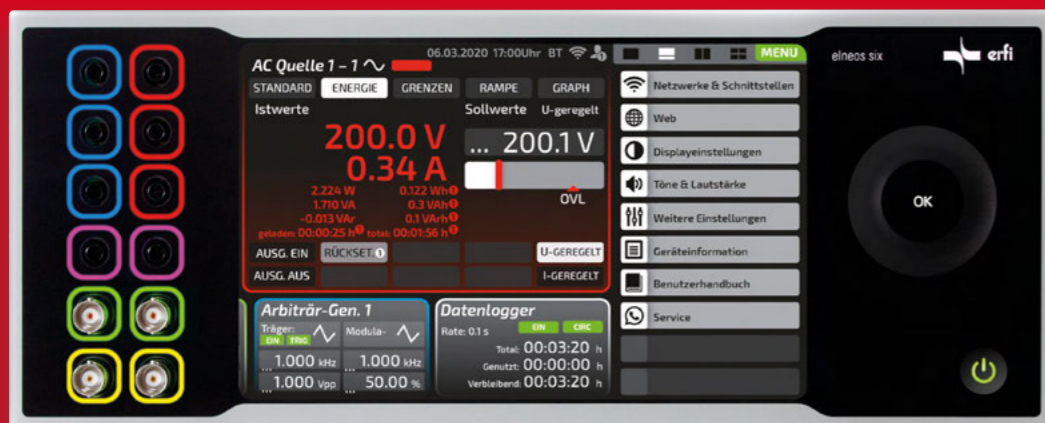 06.03.2020 17:00Uhr BT
AC Quelle 1 – 1
STANDARD ENERGIE GRENZEN RAMPE GRAPH
Istwerte Sollwerte U-geregelt
200.0 V ... 200.1 V
0.34 A
2.224 W 0.122 Wh
1.710 VA 0.3 VAh
-0.013 VAr 0.1 VArh
geladen: 00:00:25 h total: 00:01:56 h
OVL
AUSG. EIN RÜCKSET. 1 U-GEREGELT
AUSG. AUS I-GEREGELT
Arbiträr-Gen. 1
Träger: Modula-
EIN TRIG
... 1.000 kHz ... 1.000 kHz
... 1.000 Vpp ... 50.00 %
Datenlogger
Rate: 0.1 s EIN CIRC
Total: 00:03:20 h
Genutzt: 00:00:00 h
Verbleibend: 00:03:20 h
MENU
Netzwerke & Schnittstellen
Web
Displayeinstellungen
Töne & Lautstärke
Weitere Einstellungen
Geräteinformation
Benutzerhandbuch
Service
elneos six
erfi
OK